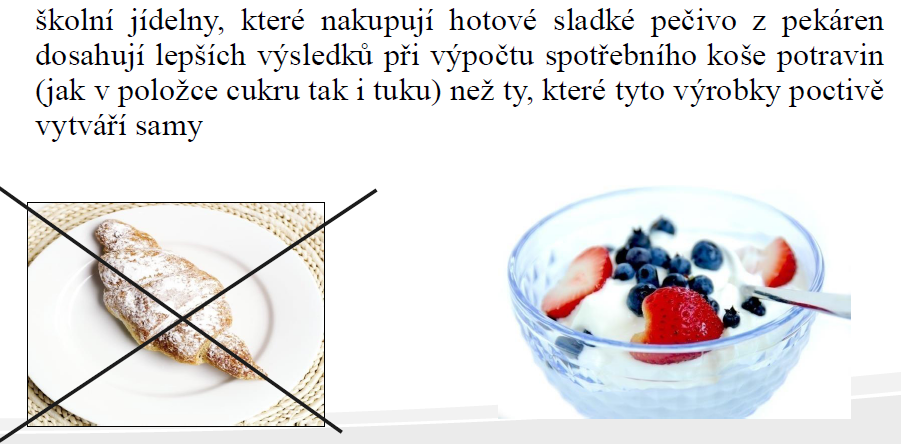 školní jídelny, které nakupují hotové sladké pečivo z pekáren
dosahují lepších výsledků při výpočtu spotřebního koše potravin
(jak v položce cukru tak i tuku) než ty, které tyto výrobky poctivě
vytváří samy